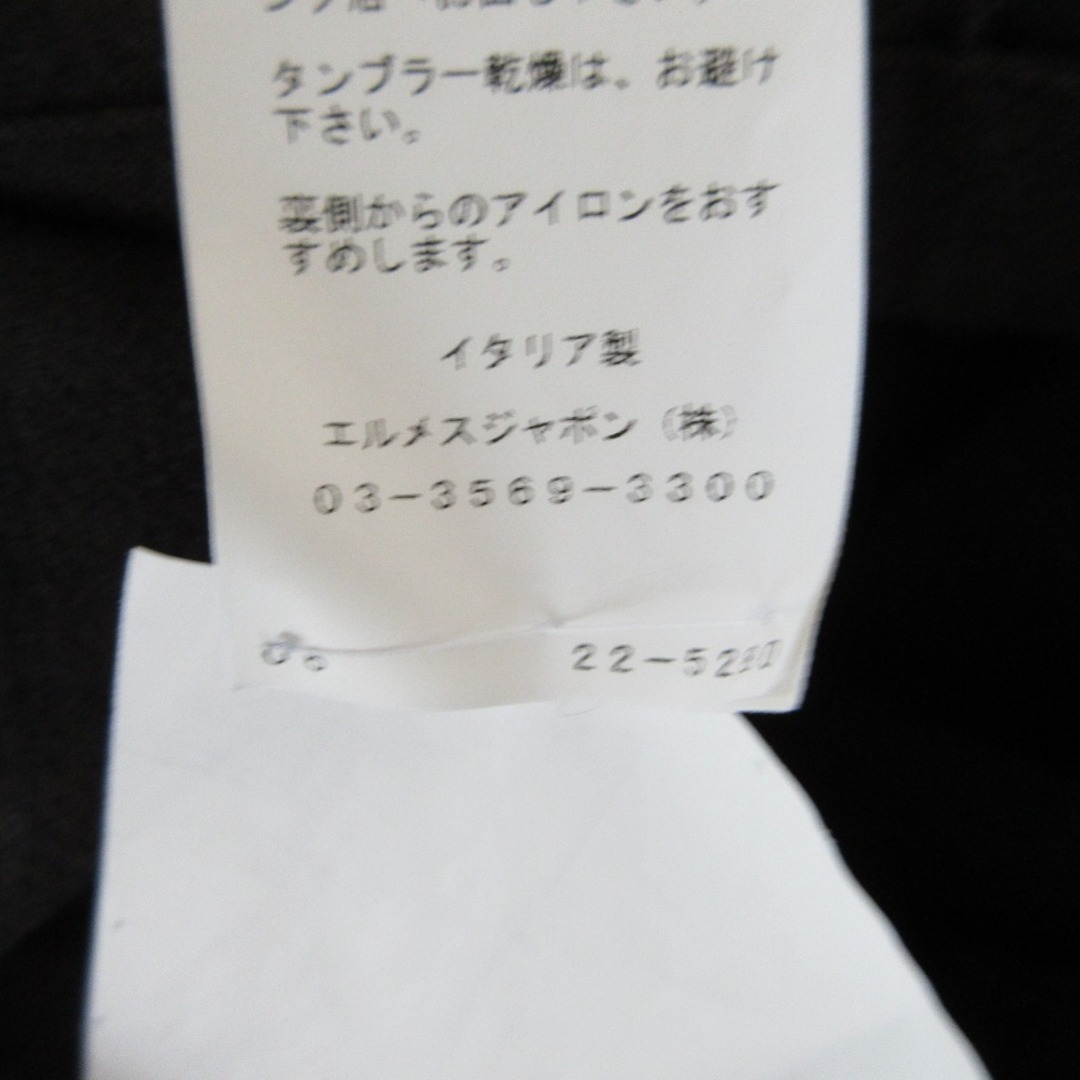 タンブラー乾燥は、お避け
下さい。
裏側からのアイロンをおす
すめします。
イタリア製
エルメスジャポン（株）
03-3569-3300